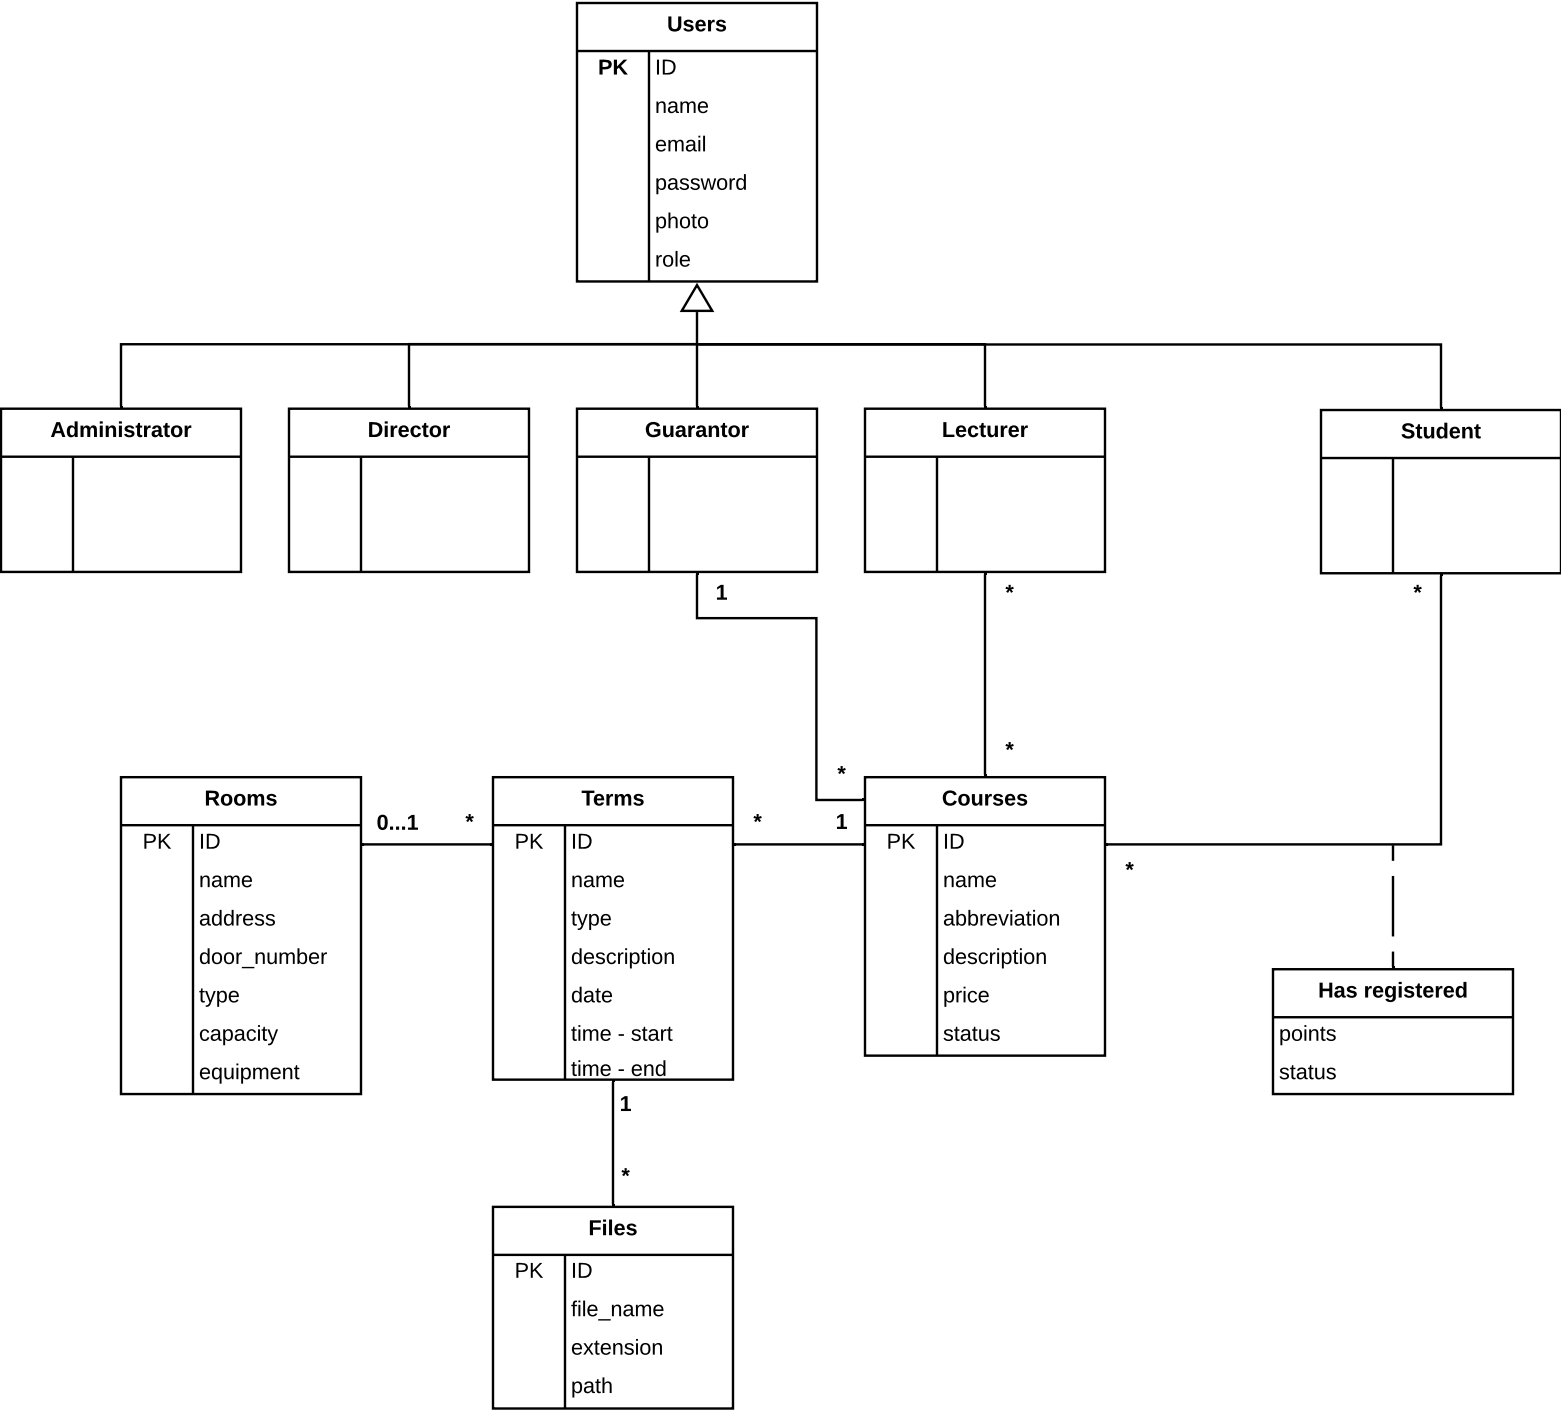 Users
PK ID
name
email
password
photo
role
Administrator
Director
Guarantor
Lecturer
Student
1
*
*
*
*
Rooms
PK ID
name
address
door_number
type
capacity
equipment
0...1
*
Terms
PK ID
name
type
description
date
time - start
time - end
*
1
Courses
PK ID
name
abbreviation
description
price
status
*
Has registered
points
status
1
*
Files
PK ID
file_name
extension
path